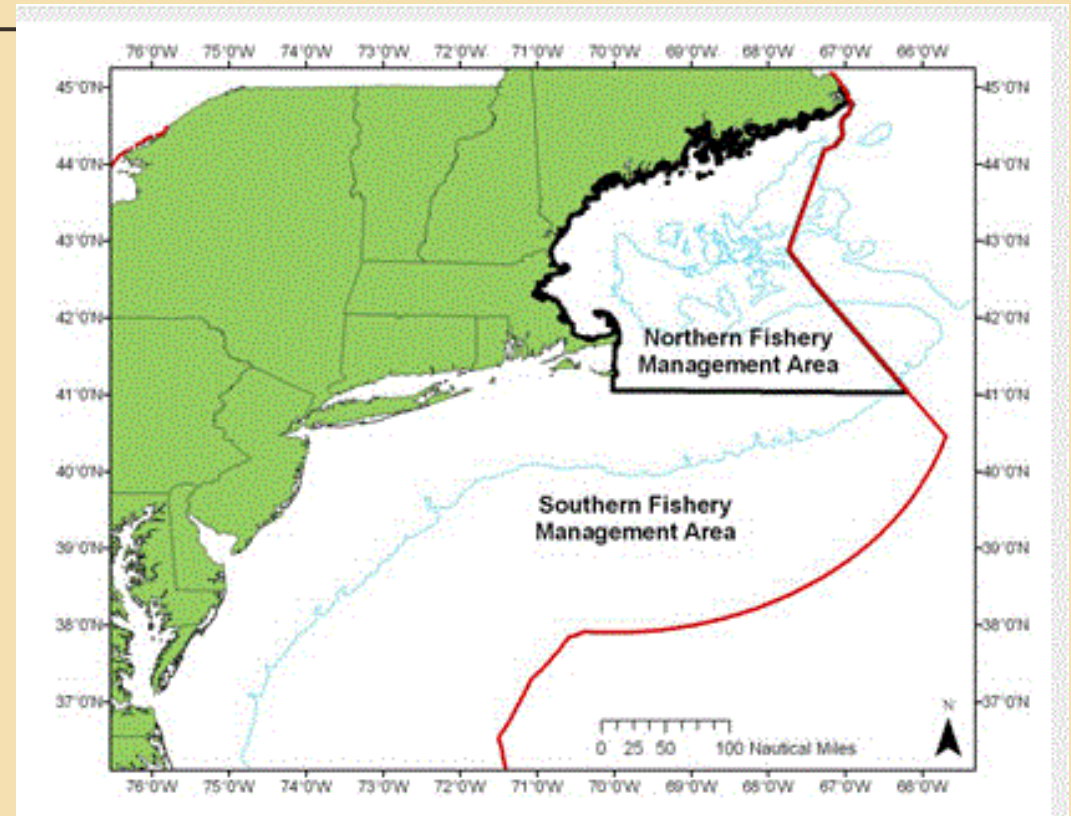 76°0'W 75°0'W 74°0'W 73°0'W 72°0'W 71°0'W 70°0'W 69°0'W 68°0'W 67°0'W 66°0'W
45°0'N 45°0'N
44°0'N 44°0'N
43°0'N 43°0'N
42°0'N 42°0'N
Northern Fishery
Management Area
41°0'N 41°0'N
40°0'N 40°0'N
Southern Fishery
Management Area
39°0'N 39°0'N
38°0'N 38°0'N
37°0'N 37°0'N
N
0 25 50 100 Nautical Miles
76°0'W 75°0'W 74°0'W 73°0'W 72°0'W 71°0'W 70°0'W 69°0'W 68°0'W 67°0'W 66°0'W